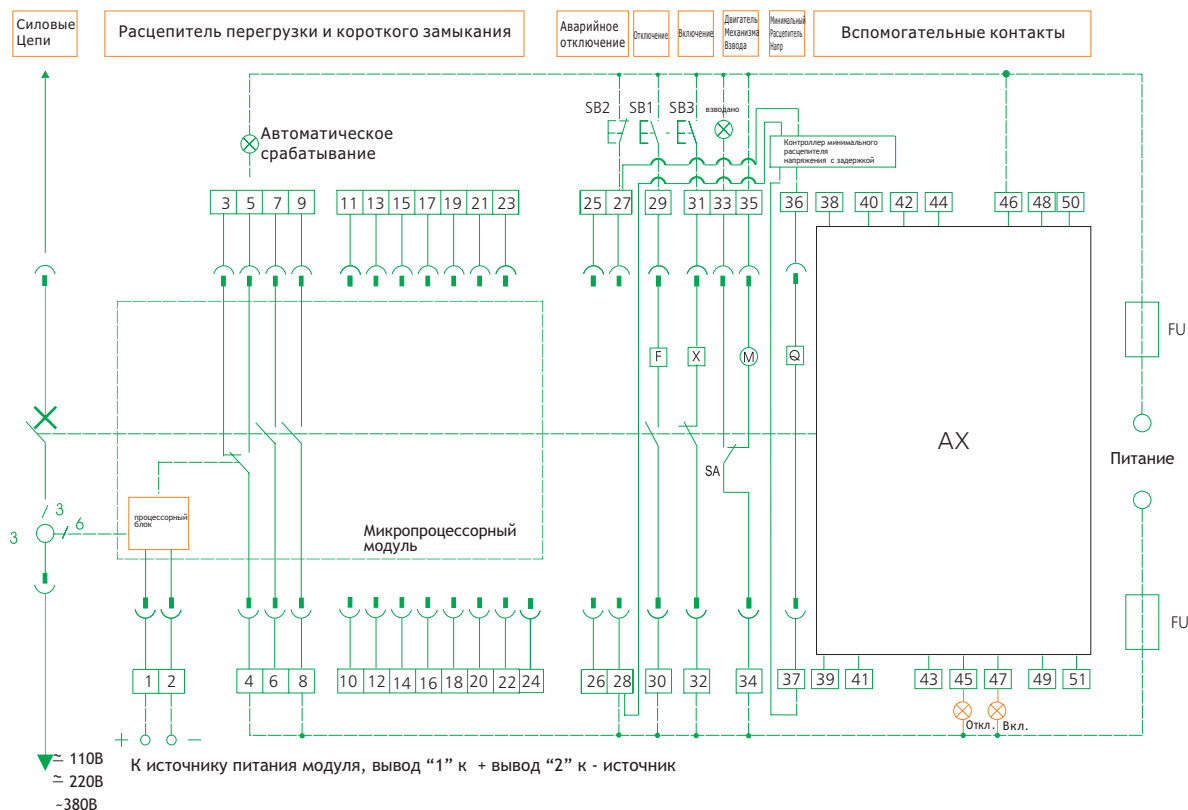 Силовые
Цепи
Расцепитель перегрузки и короткого замыкания
Аварийное
отключение
Отключение
Включение
Двигатель
Механизма
Взвода
Минимальный
Расцепитель
Напр
Вспомогательные контакты
SB2 SB1 SB3 взводано
Автоматическое
срабатывание
Контроллер минимального
расцепителя
напряжения с задержкой
3 5 7 9 11 13 15 17 19 21 23 25 27 29 31 33 35 36 38 40 42 44 46 48 50
FU
F X M Q
AX
SA
Питание
3
3 6
процессорный
блок
Микропроцессорный
модуль
FU
1 2 4 6 8 10 12 14 16 18 20 22 24 26 28 30 32 34 37 39 41 43 45 47 49 51
Откл. Вкл.
+ −
≃ 110В
≃ 220В
~380В
К источнику питания модуля, вывод “1” к + вывод “2” к - источник